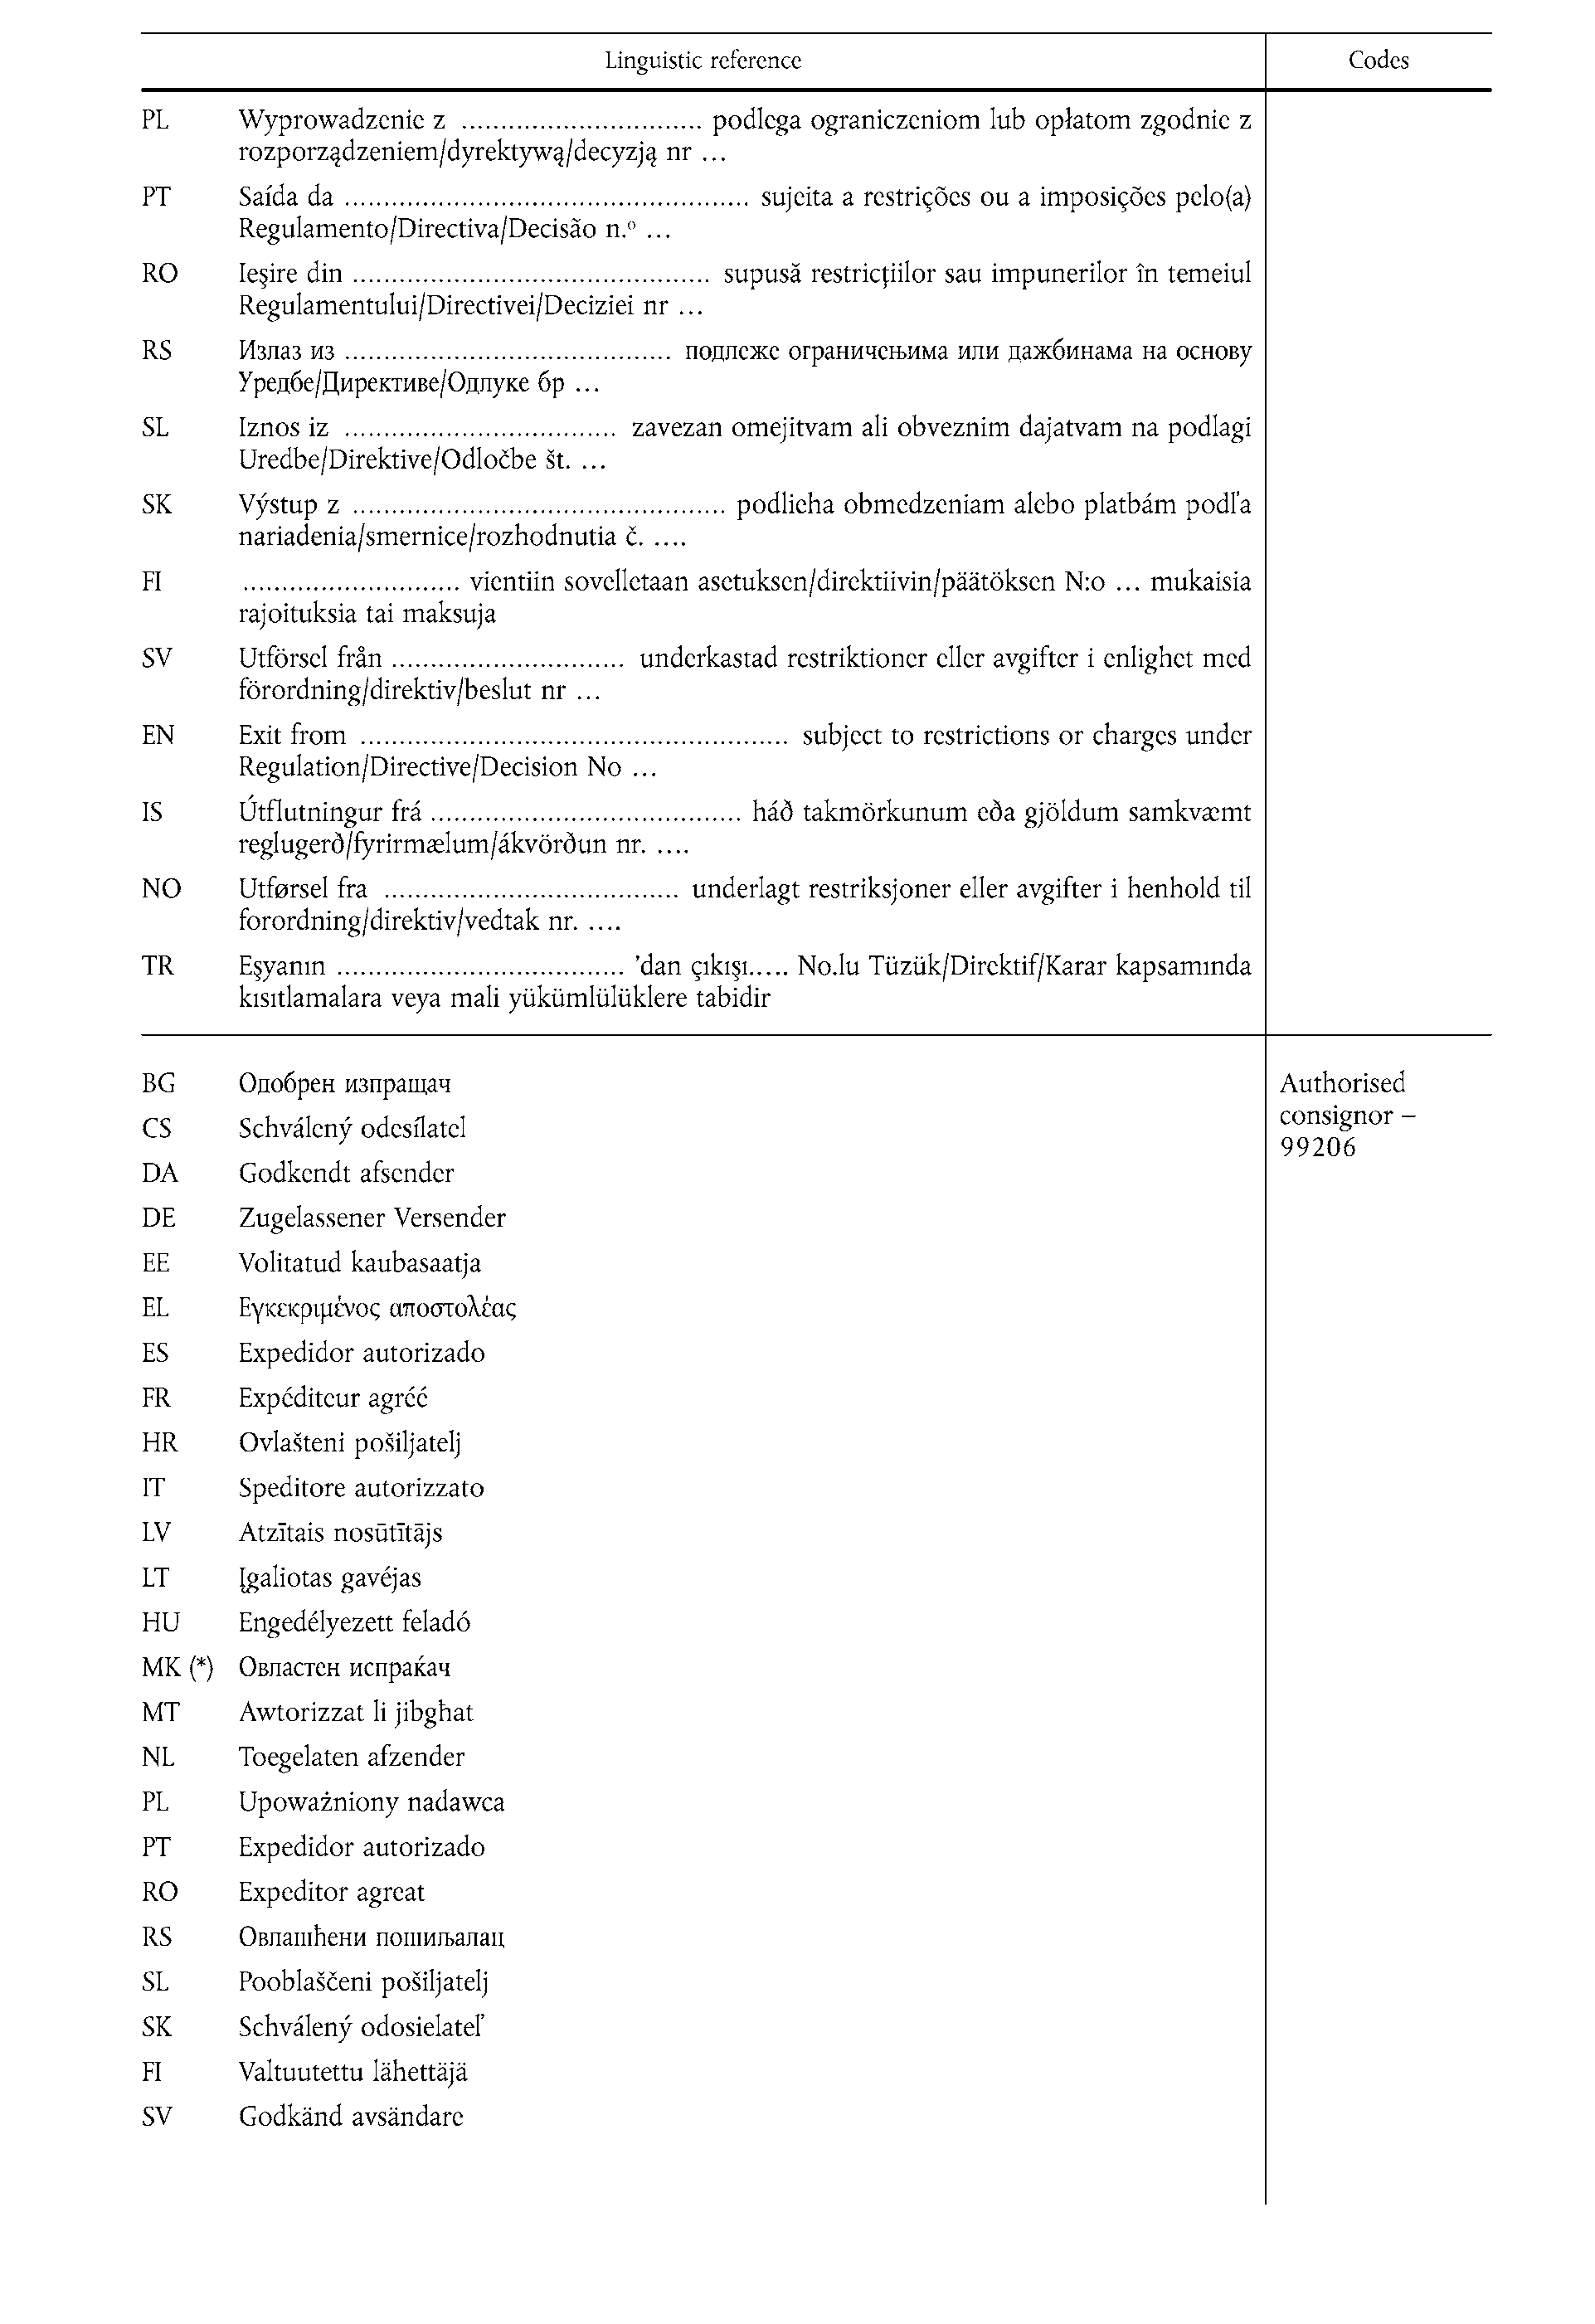 Linguistic reference Codes
PL Wyprowadzenie z ............................... podlega ograniczeniom lub opłatom zgodnie z
rozporządzeniem/dyrektywą/decyzją nr ...
PT Saída da .................................................... sujeita a restrições ou a imposições pelo(a)
Regulamento/Directiva/Decisão n.º ...
RO Ieşire din .............................................. supusă restricţiilor sau impunerilor în temeiul
Regulamentului/Directivei/Deciziei nr ...
RS Излаз из .......................................... подлеже ограничењима или дажбинама на основу
Уредбе/Директиве/Одлуке бр ...
SL Iznos iz ................................... zavezan omejitvam ali obveznim dajatvam na podlagi
Uredbe/Direktive/Odločbe št. ...
SK Výstup z ................................................ podlieha obmedzeniam alebo platbám podľa
nariadenia/smernice/rozhodnutia č. ....
FI ............................ vientiin sovelletaan asetuksen/direktiivin/päätöksen N:o ... mukaisia
rajoituksia tai maksuja
SV Utförsel från .............................. underkastad restriktioner eller avgifter i enlighet med
förordning/direktiv/beslut nr ...
EN Exit from ....................................................... subject to restrictions or charges under
Regulation/Directive/Decision No ...
IS Útflutningur frá ........................................ háð takmörkunum eða gjöldum samkvæmt
reglugerð/fyrirmælum/ákvörðun nr. ....
NO Utførsel fra ...................................... underlagt restriksjoner eller avgifter i henhold til
forordning/direktiv/vedtak nr. ....
TR Eşyanın ..................................... ’dan çıkışı..... No.lu Tüzük/Direktif/Karar kapsamında
kısıtlamalara veya mali yükümlülüklere tabidir
BG Одобрен изпращач Authorised
consignor –
99206
CS Schválený odesílatel
DA Godkendt afsender
DE Zugelassener Versender
EE Volitatud kaubasaatja
EL Εγκεκριμένος αποστολέας
ES Expedidor autorizado
FR Expéditeur agréé
HR Ovlašteni pošiljatelj
IT Speditore autorizzato
LV Atzītais nosūtītājs
LT Įgaliotas gavėjas
HU Engedélyezett feladó
MK (*) Овластен испраќач
MT Awtorizzat li jibgħat
NL Toegelaten afzender
PL Upoważniony nadawca
PT Expedidor autorizado
RO Expeditor agreat
RS Овлашћени пошиљалац
SL Pooblaščeni pošiljatelj
SK Schválený odosielateľ
FI Valtuutettu lähettäjä
SV Godkänd avsändare